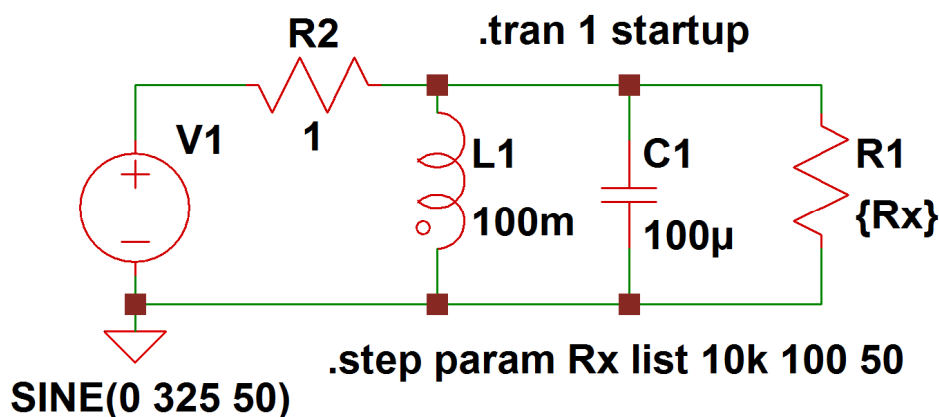 R2
.tran 1 startup
V1
1
L1
C1
R1
100m
100µ
{Rx}
.step param Rx list 10k 100 50
SINE(0 325 50)